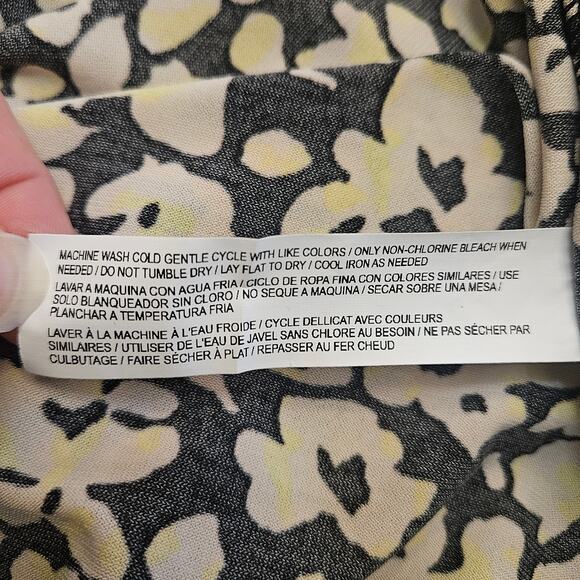 MACHINE WASH COLD GENTLE CYCLE WITH LIKE COLORS / ONLY NON-CHLORINE BLEACH WHEN
NEEDED / DO NOT TUMBLE DRY / LAY FLAT TO DRY / COOL IRON AS NEEDED
LAVAR A MAQUINA CON AGUA FRIA / CICLO DE ROPA FINA CON COLORES SIMILARES / USE
SOLO BLANQUEADOR SIN CLORO / NO SEQUE A MAQUINA / SECAR SOBRE UNA MESA /
PLANCHAR A TEMPERATURA FRIA
LAVER À LA MACHINE À L'EAU FROIDE / CYCLE DELLICAT AVEC COULEURS
SIMILAIRES / UTILISER DE L'EAU DE JAVEL SANS CHLORE AU BESOIN / NE PAS SÉCHER PAR
CULBUTAGE / FAIRE SÉCHER À PLAT / REPASSER AU FER CHEUD